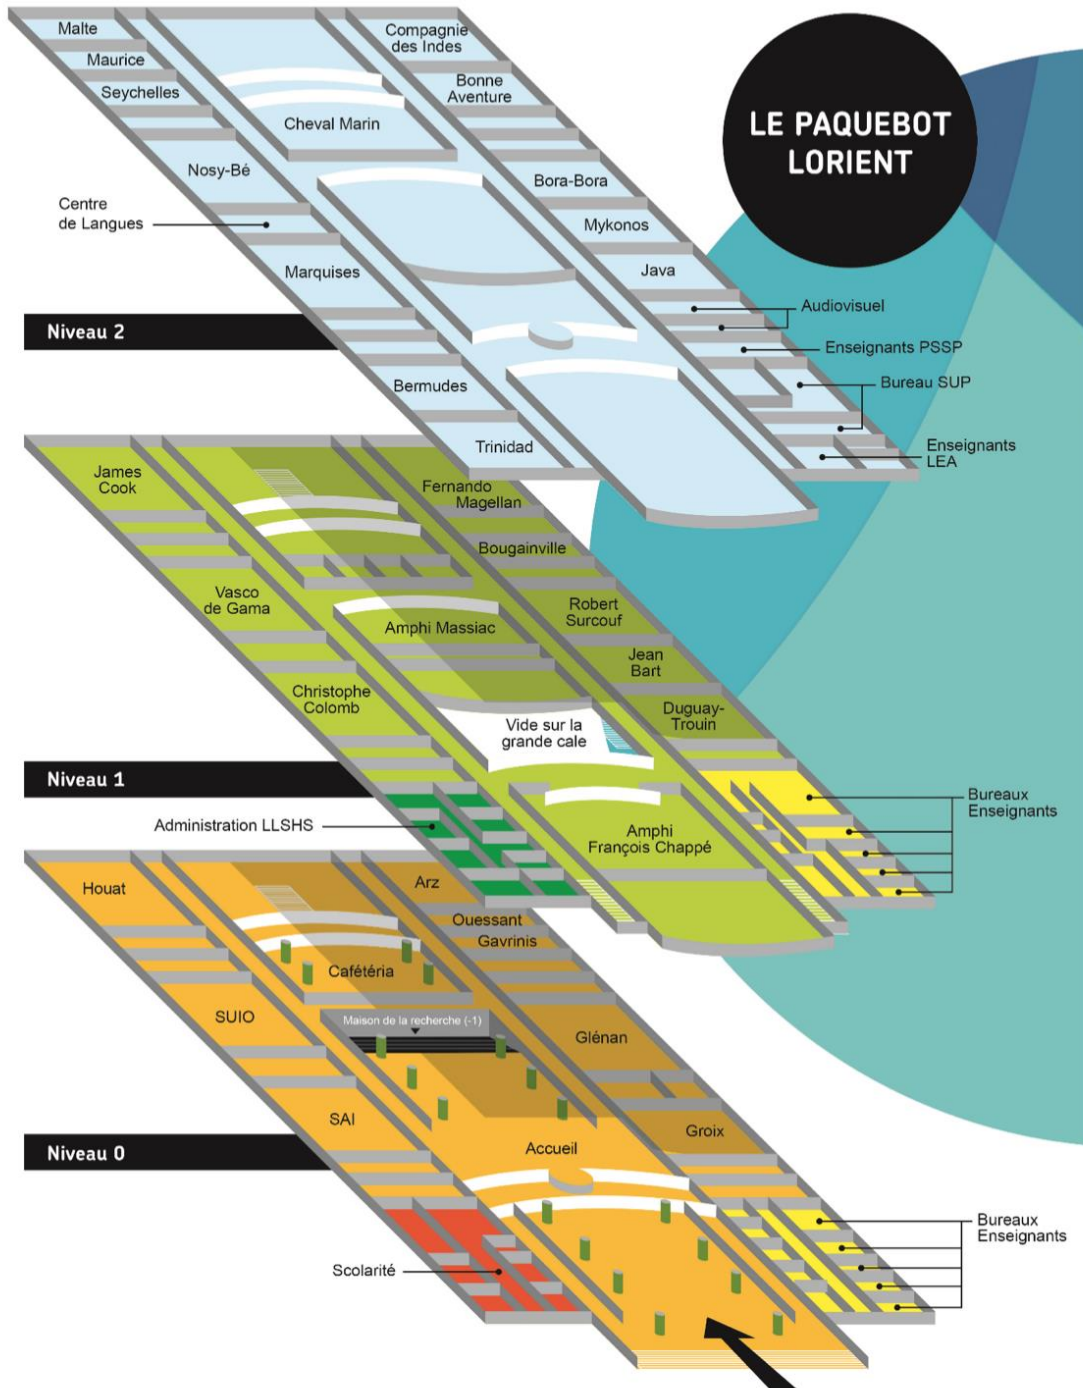 LE PAQUEBOT
LORIENT
Malte
Maurice
Seychelles
Nosy-Bé
Centre
de Langues
Marquises
Bermudes
Trinidad
Cheval Marin
Compagnie
des Indes
Bonne
Aventure
Bora-Bora
Mykonos
Java
Audiovisuel
Enseignants PSSP
Bureau SUP
Enseignants
LEA
Niveau 2
James
Cook
Vasco
de Gama
Christophe
Colomb
Administration LLSHS
Amphi Massiac
Vide sur la
grande cale
Amphi
François Chappé
Fernando
Magellan
Bougainville
Robert
Surcouf
Jean
Bart
Duguay-
Trouin
Bureaux
Enseignants
Niveau 1
Houat
SUIO
SAI
Scolarité
Cafétéria
Maison de la recherche (-1)
Accueil
Arz
Ouessant
Gavrinis
Glénan
Groix
Bureaux
Enseignants
Niveau 0